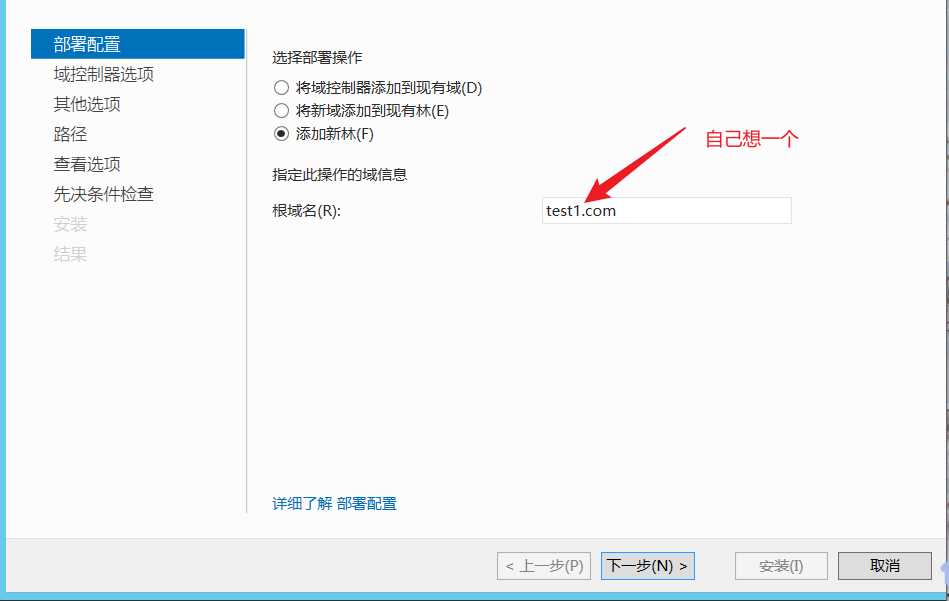 部署配置
域控制器选项
其他选项
路径
查看选项
先决条件检查
安装
结果
选择部署操作
将域控制器添加到现有域(D)
将新域添加到现有林(E)
添加新林(F)
自己想一个
指定此操作的域信息
根域名(R):
test1.com
详细了解 部署配置
< 上一步(P)
下一步(N) >
安装(I)
取消